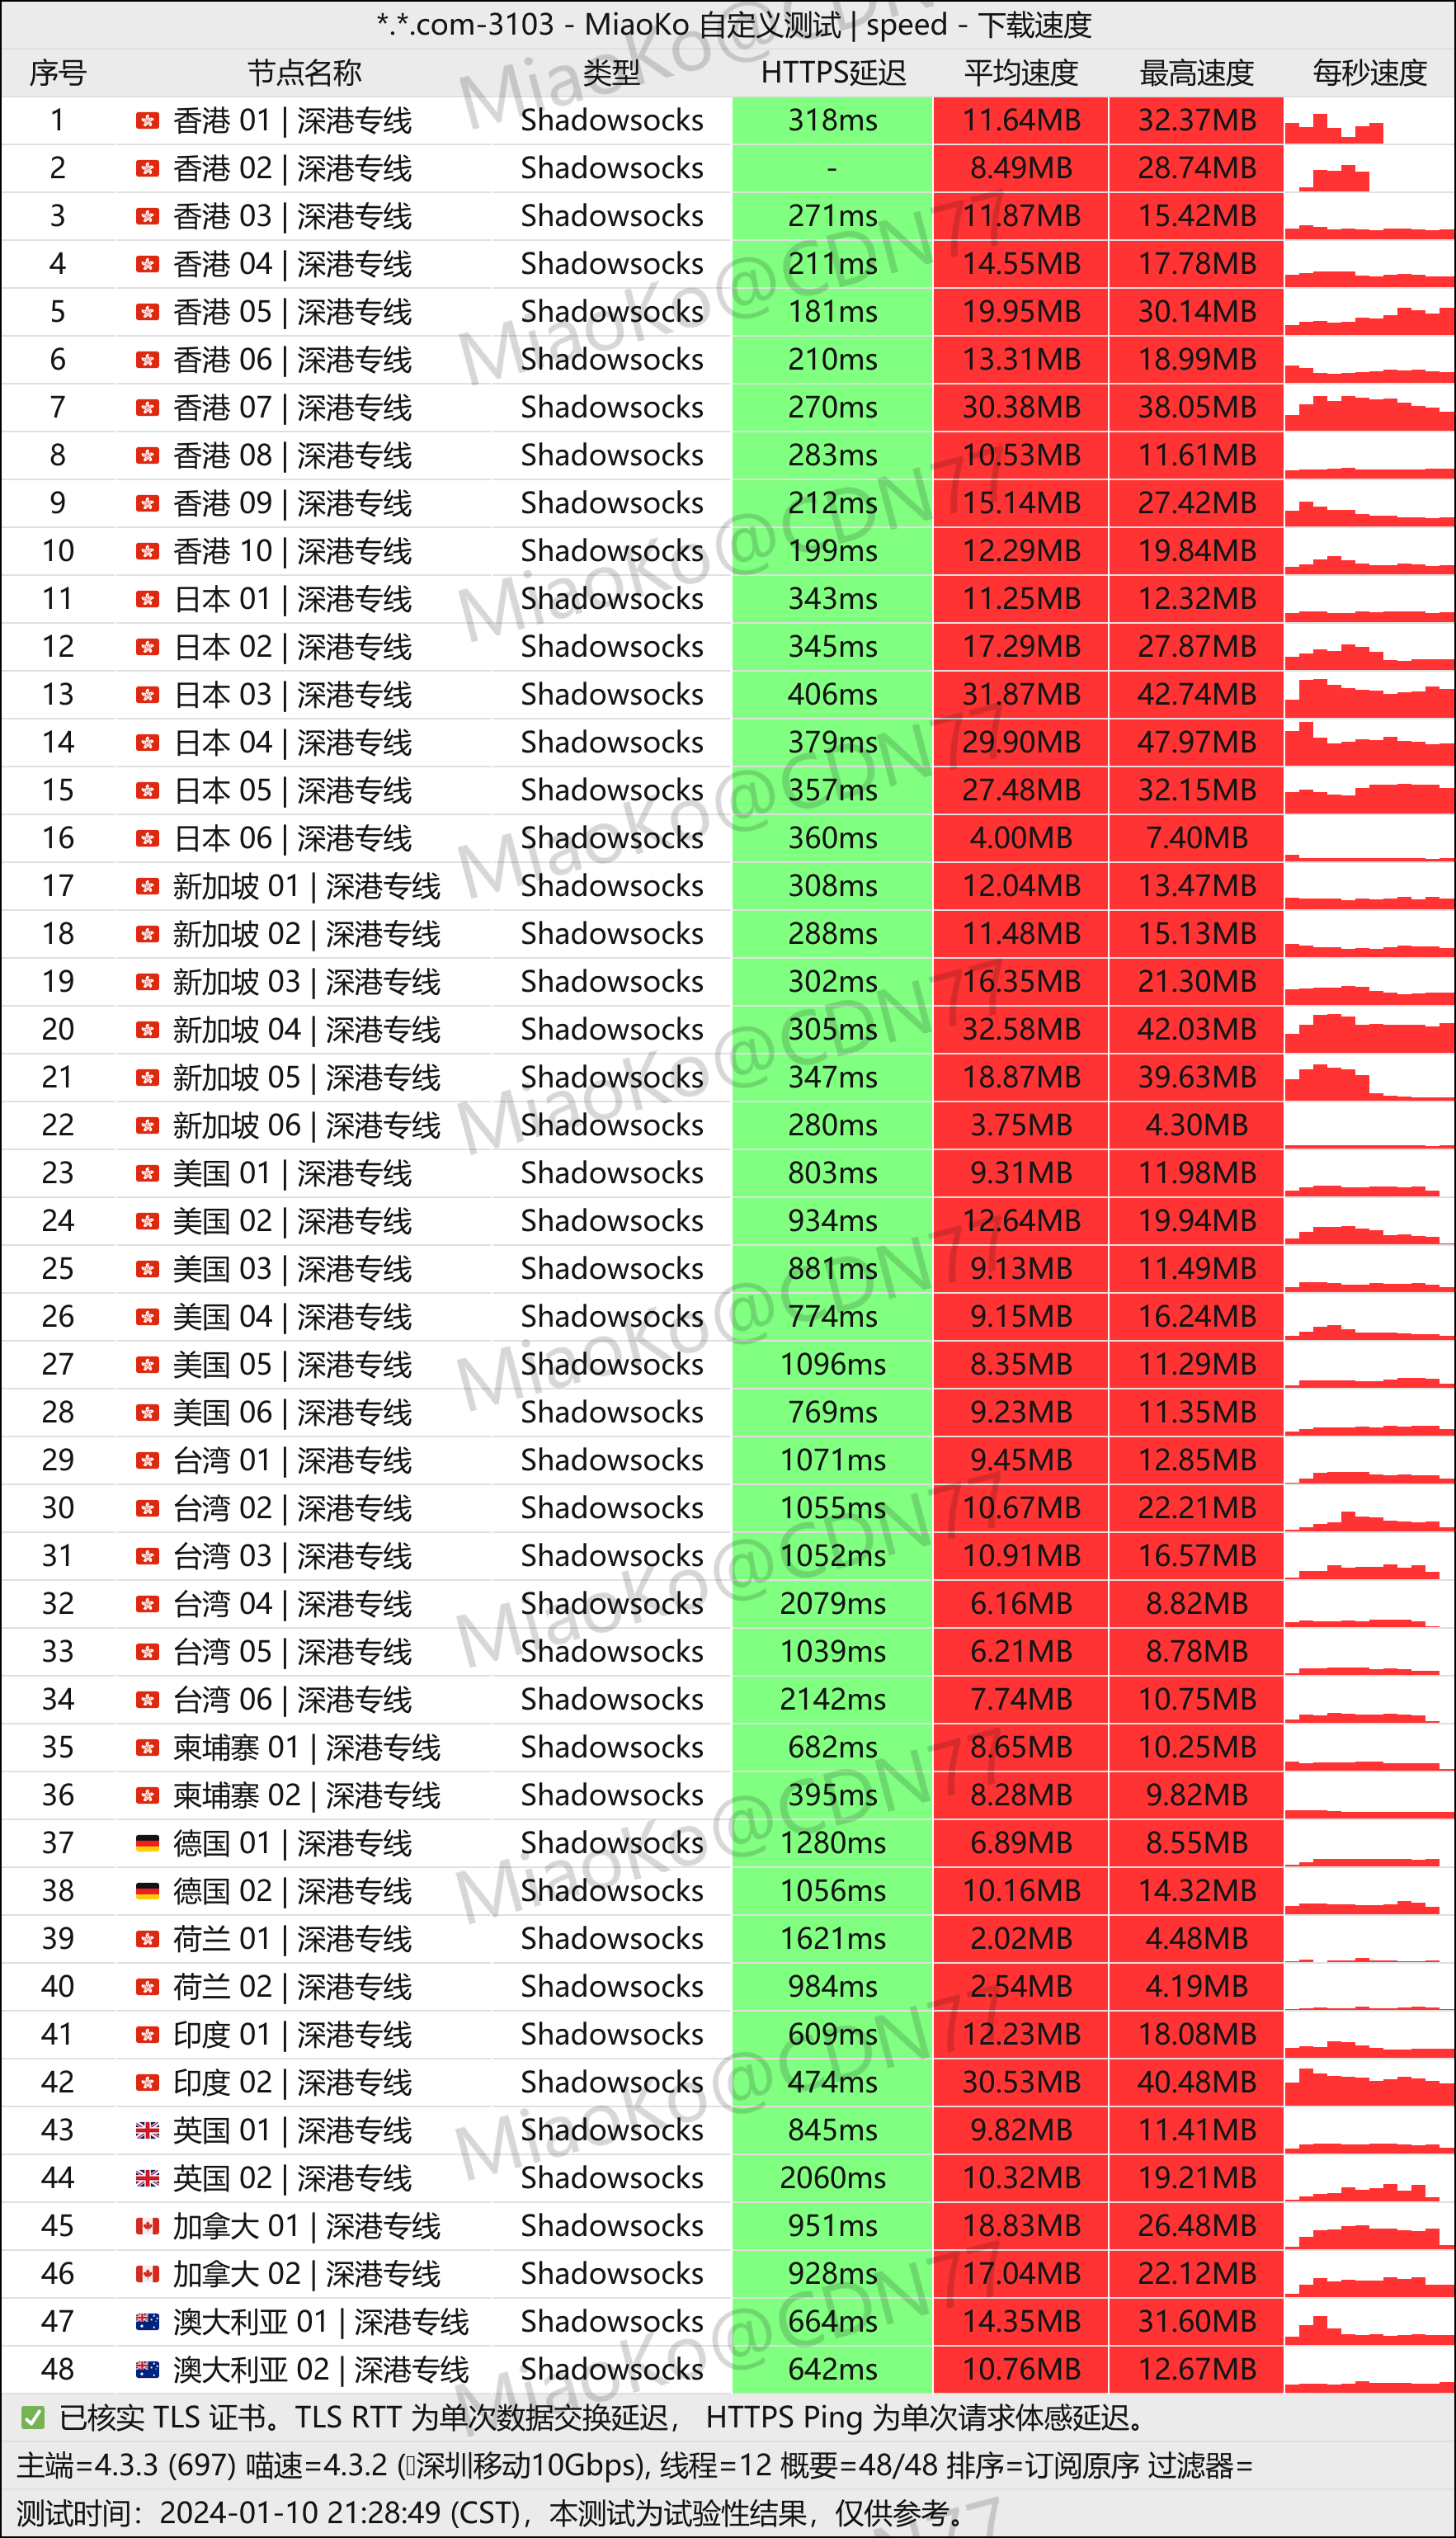 *.*.com-3103 - MiaoKo 自定义测试 | speed - 下载速度
序号 节点名称 类型 HTTPS延迟 平均速度 最高速度 每秒速度
1 香港 01 | 深港专线 Shadowsocks 318ms 11.64MB 32.37MB
2 香港 02 | 深港专线 Shadowsocks - 8.49MB 28.74MB
3 香港 03 | 深港专线 Shadowsocks 271ms 11.87MB 15.42MB
4 香港 04 | 深港专线 Shadowsocks 211ms 14.55MB 17.78MB
5 香港 05 | 深港专线 Shadowsocks 181ms 19.95MB 30.14MB
6 香港 06 | 深港专线 Shadowsocks 210ms 13.31MB 18.99MB
7 香港 07 | 深港专线 Shadowsocks 270ms 30.38MB 38.05MB
8 香港 08 | 深港专线 Shadowsocks 283ms 10.53MB 11.61MB
9 香港 09 | 深港专线 Shadowsocks 212ms 15.14MB 27.42MB
10 香港 10 | 深港专线 Shadowsocks 199ms 12.29MB 19.84MB
11 日本 01 | 深港专线 Shadowsocks 343ms 11.25MB 12.32MB
12 日本 02 | 深港专线 Shadowsocks 345ms 17.29MB 27.87MB
13 日本 03 | 深港专线 Shadowsocks 406ms 31.87MB 42.74MB
14 日本 04 | 深港专线 Shadowsocks 379ms 29.90MB 47.97MB
15 日本 05 | 深港专线 Shadowsocks 357ms 27.48MB 32.15MB
16 日本 06 | 深港专线 Shadowsocks 360ms 4.00MB 7.40MB
17 新加坡 01 | 深港专线 Shadowsocks 308ms 12.04MB 13.47MB
18 新加坡 02 | 深港专线 Shadowsocks 288ms 11.48MB 15.13MB
19 新加坡 03 | 深港专线 Shadowsocks 302ms 16.35MB 21.30MB
20 新加坡 04 | 深港专线 Shadowsocks 305ms 32.58MB 42.03MB
21 新加坡 05 | 深港专线 Shadowsocks 347ms 18.87MB 39.63MB
22 新加坡 06 | 深港专线 Shadowsocks 280ms 3.75MB 4.30MB
23 美国 01 | 深港专线 Shadowsocks 803ms 9.31MB 11.98MB
24 美国 02 | 深港专线 Shadowsocks 934ms 12.64MB 19.94MB
25 美国 03 | 深港专线 Shadowsocks 881ms 9.13MB 11.49MB
26 美国 04 | 深港专线 Shadowsocks 774ms 9.15MB 16.24MB
27 美国 05 | 深港专线 Shadowsocks 1096ms 8.35MB 11.29MB
28 美国 06 | 深港专线 Shadowsocks 769ms 9.23MB 11.35MB
29 台湾 01 | 深港专线 Shadowsocks 1071ms 9.45MB 12.85MB
30 台湾 02 | 深港专线 Shadowsocks 1055ms 10.67MB 22.21MB
31 台湾 03 | 深港专线 Shadowsocks 1052ms 10.91MB 16.57MB
32 台湾 04 | 深港专线 Shadowsocks 2079ms 6.16MB 8.82MB
33 台湾 05 | 深港专线 Shadowsocks 1039ms 6.21MB 8.78MB
34 台湾 06 | 深港专线 Shadowsocks 2142ms 7.74MB 10.75MB
35 柬埔寨 01 | 深港专线 Shadowsocks 682ms 8.65MB 10.25MB
36 柬埔寨 02 | 深港专线 Shadowsocks 395ms 8.28MB 9.82MB
37 德国 01 | 深港专线 Shadowsocks 1280ms 6.89MB 8.55MB
38 德国 02 | 深港专线 Shadowsocks 1056ms 10.16MB 14.32MB
39 荷兰 01 | 深港专线 Shadowsocks 1621ms 2.02MB 4.48MB
40 荷兰 02 | 深港专线 Shadowsocks 984ms 2.54MB 4.19MB
41 印度 01 | 深港专线 Shadowsocks 609ms 12.23MB 18.08MB
42 印度 02 | 深港专线 Shadowsocks 474ms 30.53MB 40.48MB
43 英国 01 | 深港专线 Shadowsocks 845ms 9.82MB 11.41MB
44 英国 02 | 深港专线 Shadowsocks 2060ms 10.32MB 19.21MB
45 加拿大 01 | 深港专线 Shadowsocks 951ms 18.83MB 26.48MB
46 加拿大 02 | 深港专线 Shadowsocks 928ms 17.04MB 22.12MB
47 澳大利亚 01 | 深港专线 Shadowsocks 664ms 14.35MB 31.60MB
48 澳大利亚 02 | 深港专线 Shadowsocks 642ms 10.76MB 12.67MB
✅ 已核实 TLS 证书。TLS RTT 为单次数据交换延迟， HTTPS Ping 为单次请求体感延迟。
主端=4.3.3 (697) 喵速=4.3.2 (深圳移动10Gbps), 线程=12 概要=48/48 排序=订阅原序 过滤器=
测试时间：2024-01-10 21:28:49 (CST)，本测试为试验性结果，仅供参考。
MiaoKo@CDN77